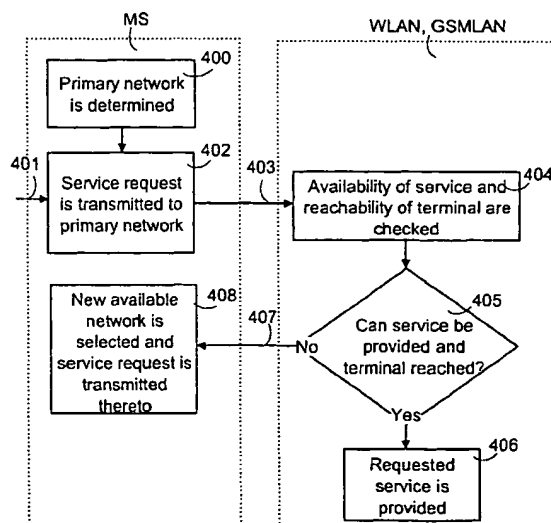 MS
WLAN, GSMLAN
400
Primary network
is determined
401
402
Service request
is transmitted to
primary network
403
Availability of service and
reachability of terminal are
checked
404
405
Can service be
provided and
terminal reached?
No
407
408
New available
network is
selected and
service request is
transmitted
thereto
Yes
406
Requested
service is
provided